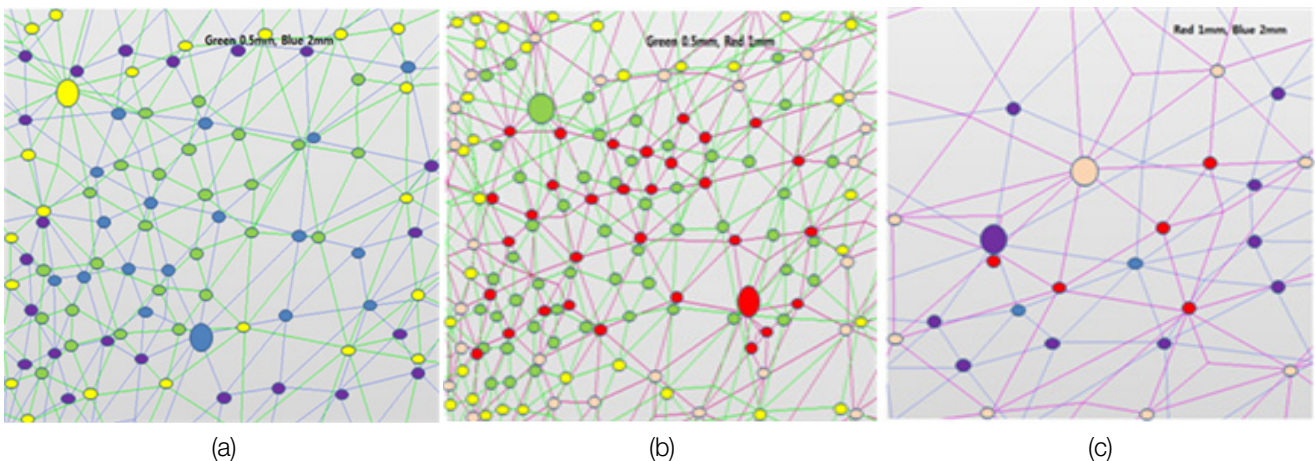 Green 0.5mm, Blue 2mm
Green 0.5mm, Red 1mm
Red 1mm, Blue 2mm
(a)
(b)
(c)